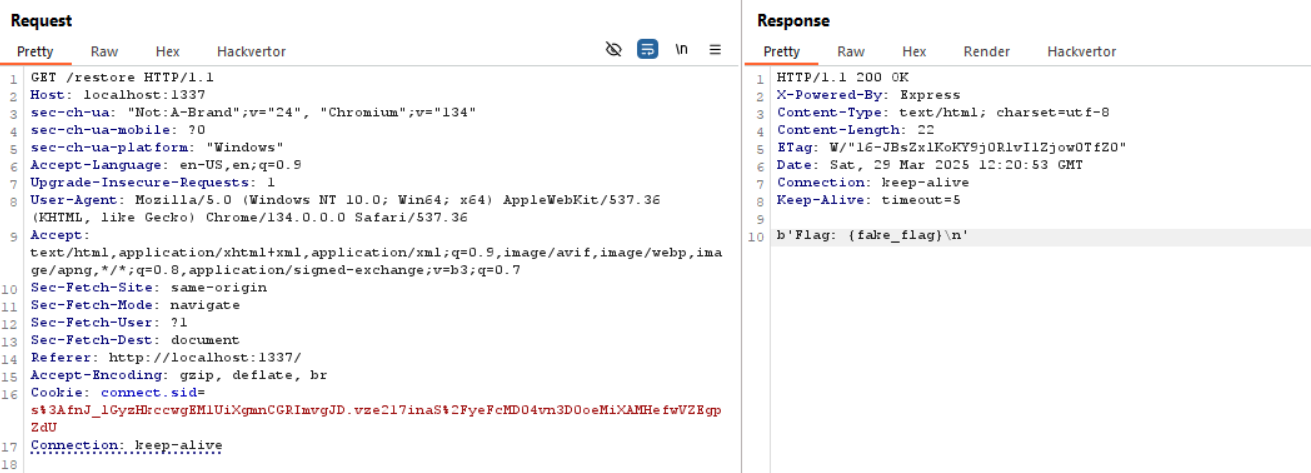 Request
Pretty Raw Hex Hackvertor \n
1 GET /restore HTTP/1.1
2 Host: localhost:1337
3 sec-ch-ua: "Not:A-Brand";v="24", "Chromium";v="134"
4 sec-ch-ua-mobile: ?0
5 sec-ch-ua-platform: "Windows"
6 Accept-Language: en-US,en;q=0.9
7 Upgrade-Insecure-Requests: 1
8 User-Agent: Mozilla/5.0 (Windows NT 10.0; Win64; x64) AppleWebKit/537.36
(KHTML, like Gecko) Chrome/134.0.0.0 Safari/537.36
9 Accept:
text/html,application/xhtml+xml,application/xml;q=0.9,image/avif,image/webp,ima
ge/apng,*/*;q=0.8,application/signed-exchange;v=b3;q=0.7
10 Sec-Fetch-Site: same-origin
11 Sec-Fetch-Mode: navigate
12 Sec-Fetch-User: ?1
13 Sec-Fetch-Dest: document
14 Referer: http://localhost:1337/
15 Accept-Encoding: gzip, deflate, br
16 Cookie: connect.sid=
s%3AfnJ_1GyzHkrccwgEM1UiXgmnCGRImvgJD.vze217inaS%2FyeFcMD04vn3D0oeMiXAMHefwVZEgp
ZdU
17 Connection: keep-alive
18
Response
Pretty Raw Hex Render Hackvertor
1 HTTP/1.1 200 OK
2 X-Powered-By: Express
3 Content-Type: text/html; charset=utf-8
4 Content-Length: 22
5 ETag: W/"16-JBsZx1KoKY9j0RlvI1Zjow0TfZ0"
6 Date: Sat, 29 Mar 2025 12:20:53 GMT
7 Connection: keep-alive
8 Keep-Alive: timeout=5
9
10 b'Flag: {fake_flag}\n'